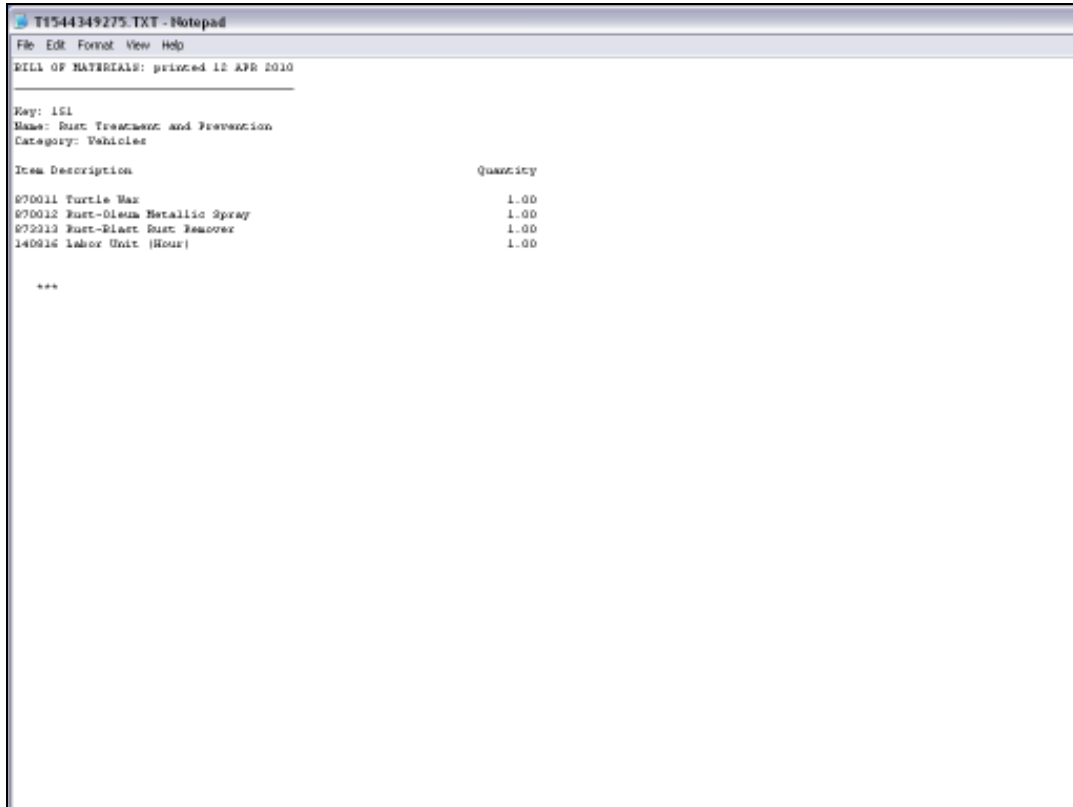 T1544349275.TXT - Notepad
File Edit Format View Help
BILL OF MATERIALS: printed 12 APR 2010
Key: 151
Name: Rust Treatment and Prevention
Category: Vehicles
Item Description Quantity
870011 Turtle Wax 1.00
870012 Rust-Oleum Metallic Spray 1.00
873313 Rust-Blast Rust Remover 1.00
140816 Labor Unit (Hour) 1.00
***